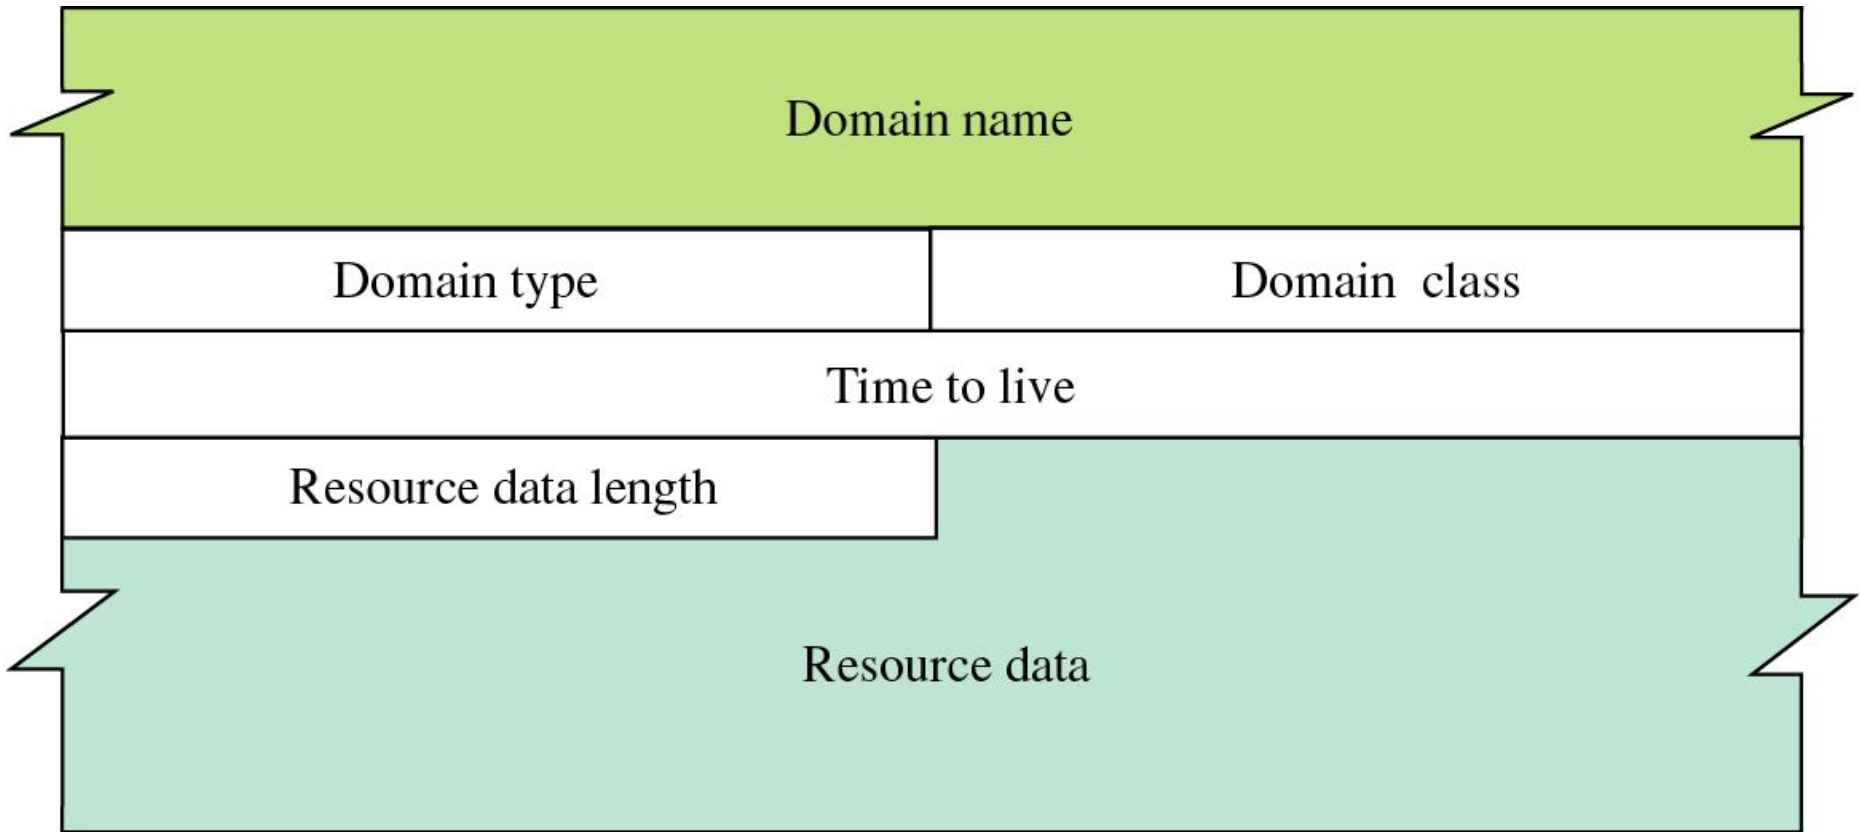 Domain name
Domain type
Domain class
Time to live
Resource data length
Resource data